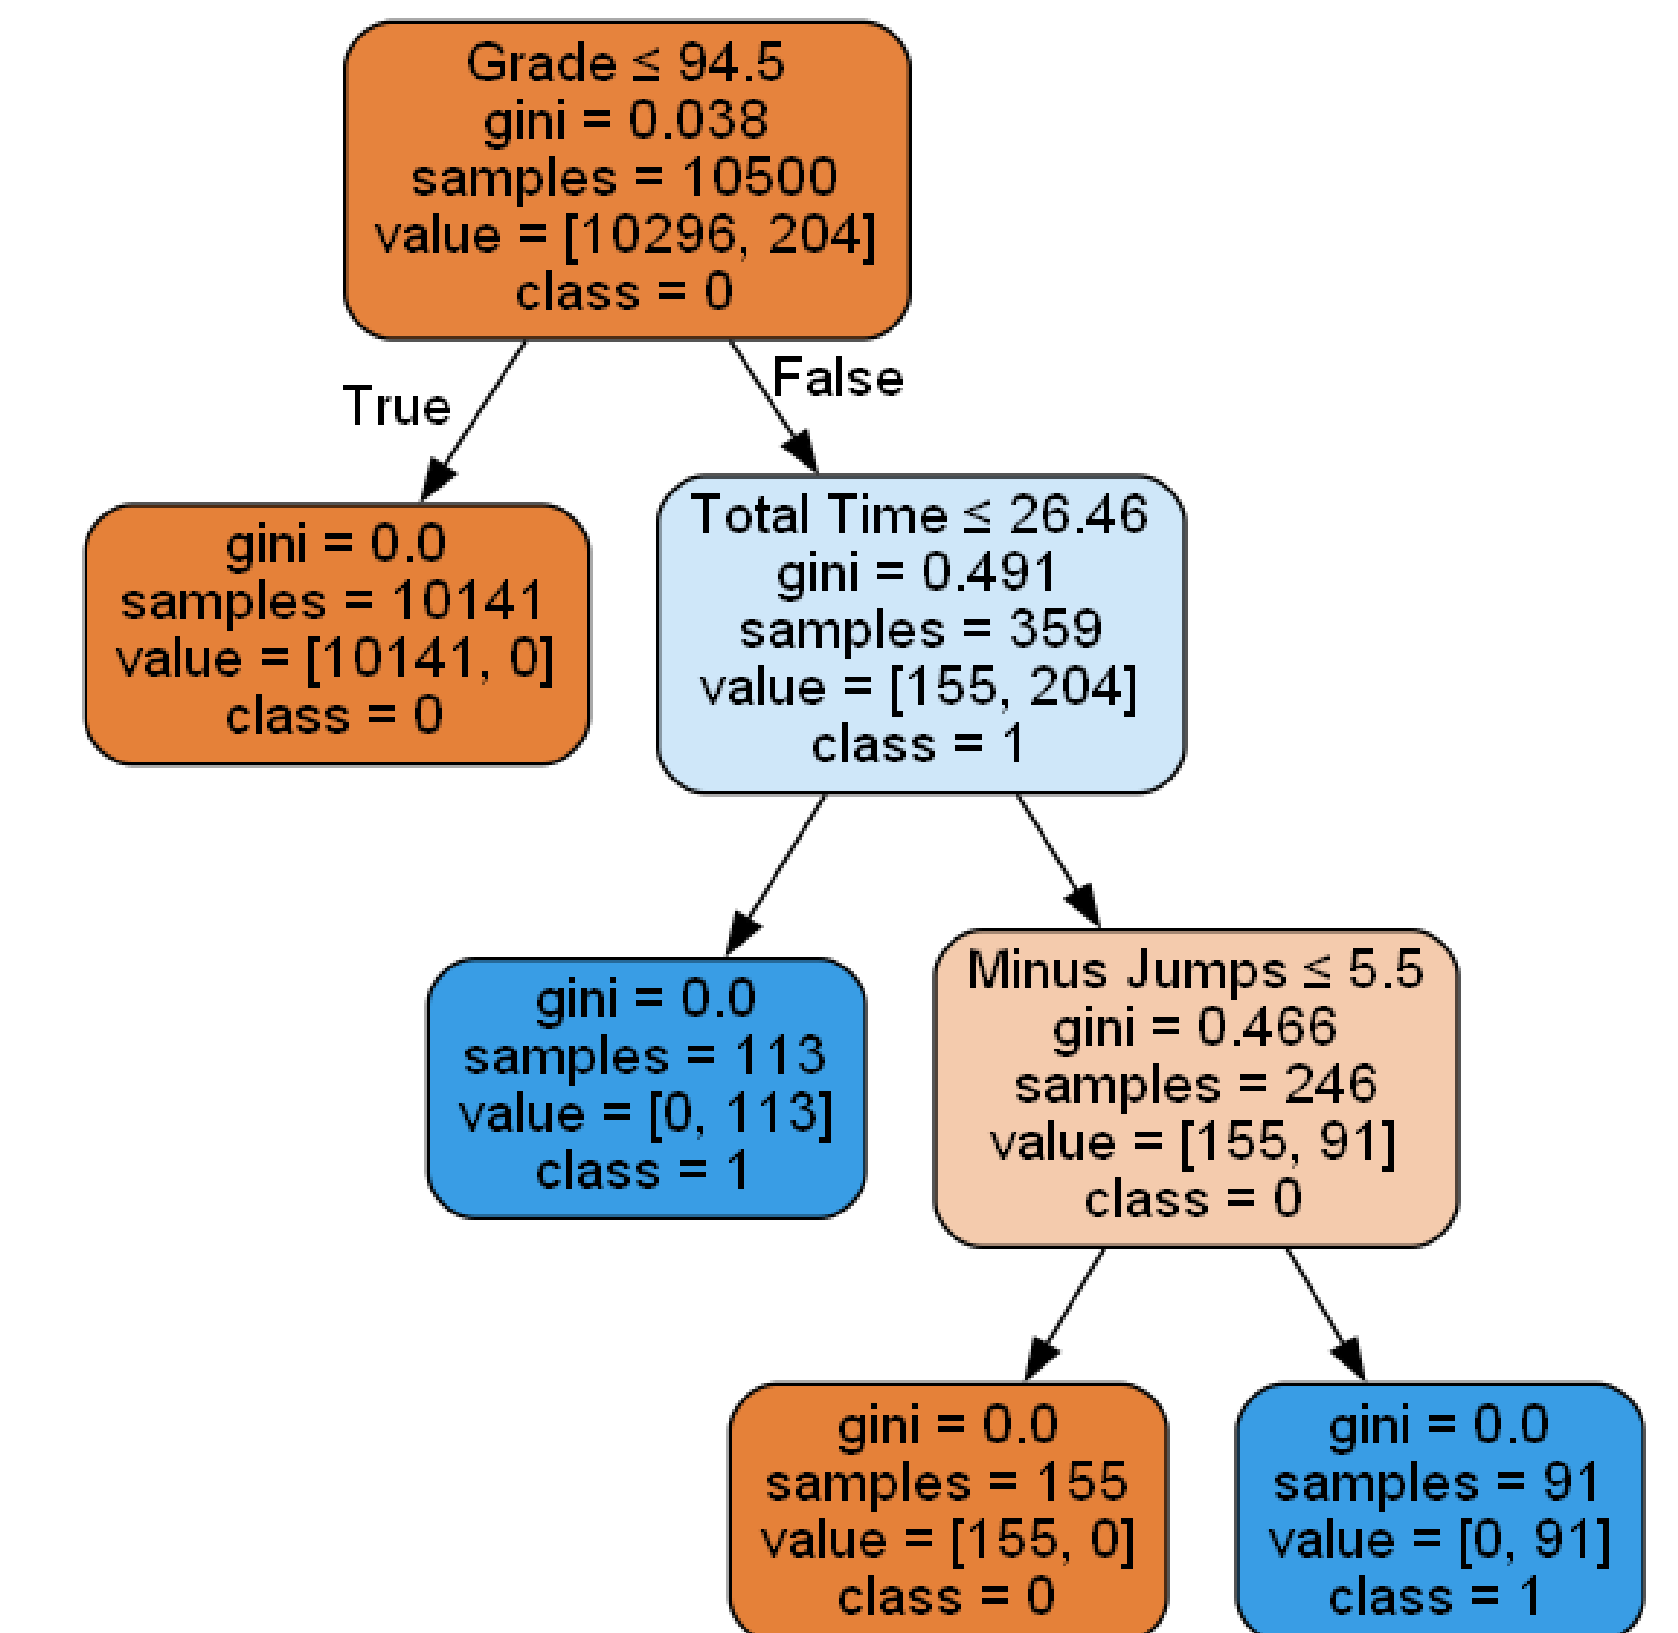 Grade ≤ 94.5
gini = 0.038
samples = 10500
value = [10296, 204]
class = 0
True
False
gini = 0.0
samples = 10141
value = [10141, 0]
class = 0
Total Time ≤ 26.46
gini = 0.491
samples = 359
value = [155, 204]
class = 1
gini = 0.0
samples = 113
value = [0, 113]
class = 1
Minus Jumps ≤ 5.5
gini = 0.466
samples = 246
value = [155, 91]
class = 0
gini = 0.0
samples = 155
value = [155, 0]
class = 0
gini = 0.0
samples = 91
value = [0, 91]
class = 1